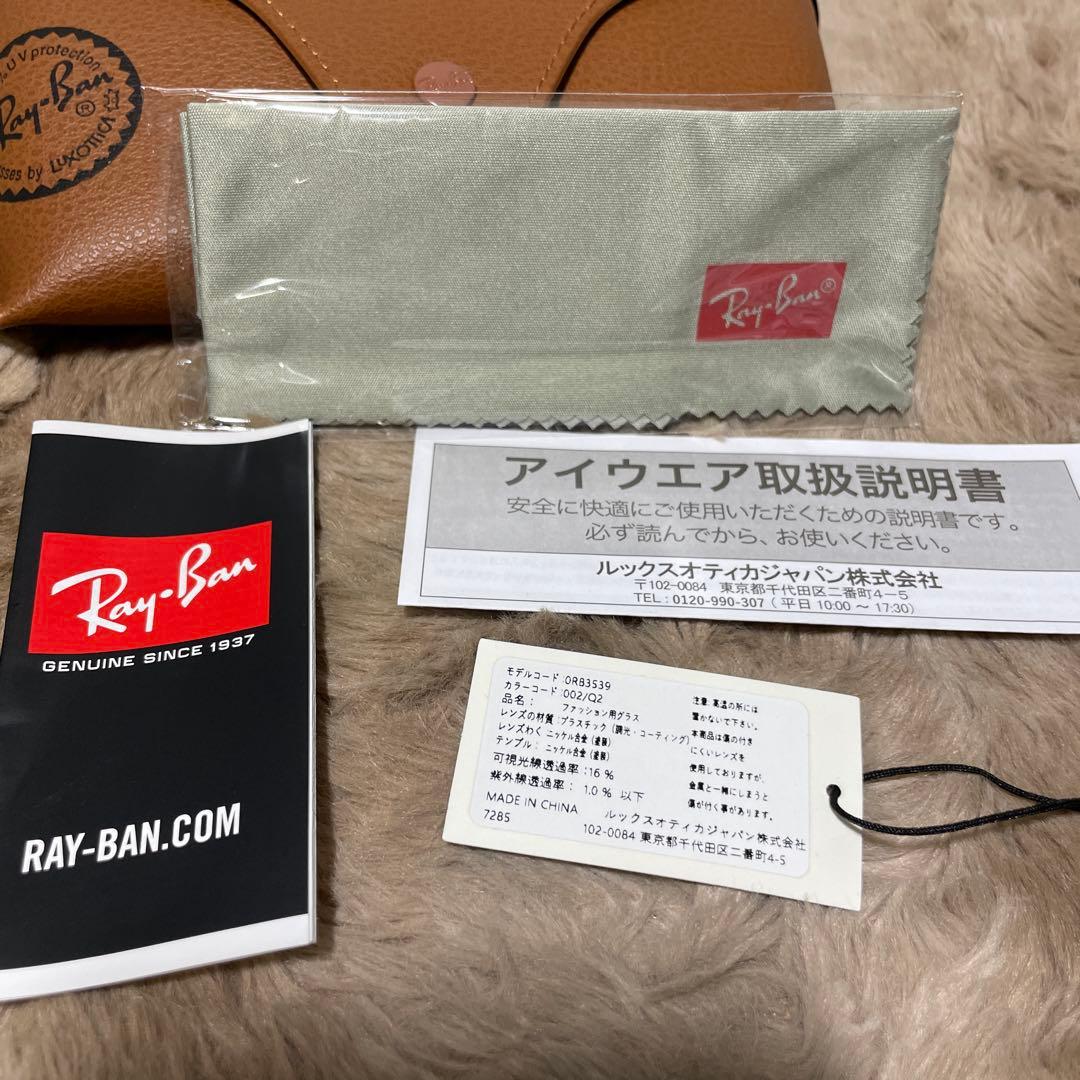 % UV protection
Ray-Ban®
sses by LUXOTTICA
Ray-Ban®
Ray-Ban
GENUINE SINCE 1937
RAY-BAN.COM
アイウエア取扱説明書
安全に快適にご使用いただくための説明書です。
必ず読んでから、お使いください。
ルックスオティカジャパン株式会社
〒102-0084 東京都千代田区二番町4-5
TEL : 0120-990-307 ( 平日 10:00 ~ 17:30)
モデルコード:0RB3539
カラーコード:002/Q2
品名: ファッション用グラス
レンズの材質:プラスチック (調光・コーティング)
レンズわく ニッケル合金 (塗装)
テンプル: ニッケル合金 (塗装)
可視光線透過率:16 %
紫外線透過率: 1.0 % 以下
MADE IN CHINA
7285
注意:高温の所には
置かないで下さい。
本商品は傷の付き
にくいレンズを
使用しておりますが、
金属と一緒にしまうと
傷が付く事があります。
ルックスオティカジャパン株式会社
102-0084 東京都千代田区二番町4-5